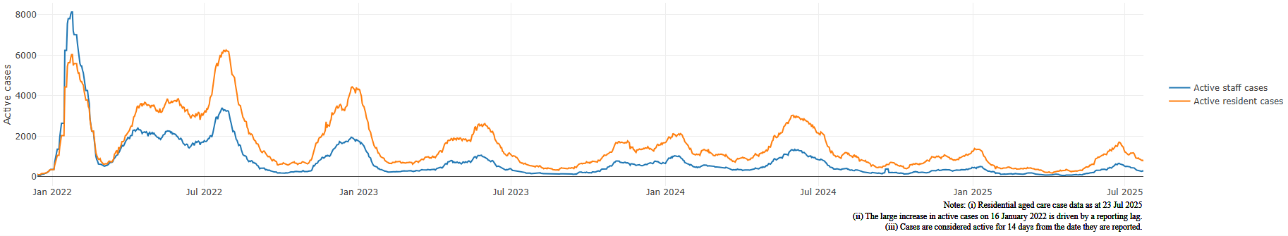 8000
6000
4000
2000
0
Active cases
Jan 2022 Jul 2022 Jan 2023 Jul 2023 Jan 2024 Jul 2024 Jan 2025 Jul 2025
Active staff cases
Active resident cases
Notes: (i) Residential aged care case data as at 23 Jul 2025
(ii) The large increase in active cases on 16 January 2022 is driven by a reporting lag.
(iii) Cases are considered active for 14 days from the date they are reported.